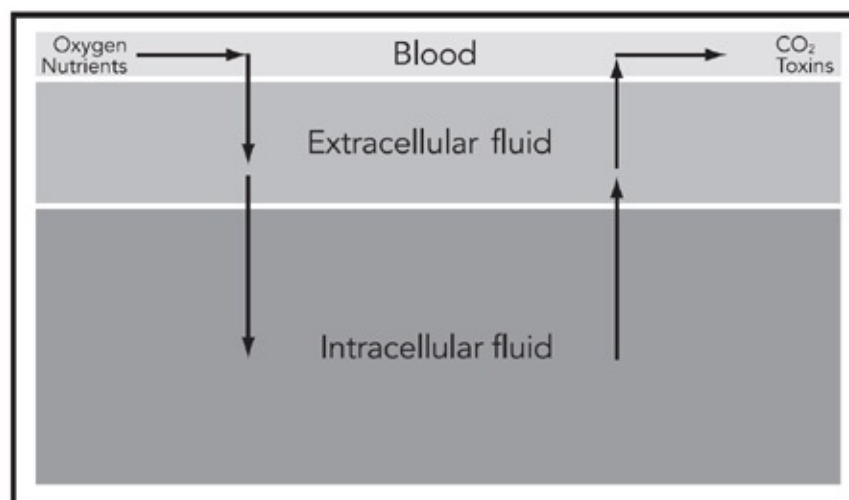 Oxygen
Nutrients
Blood
CO₂
Toxins
Extracellular fluid
Intracellular fluid